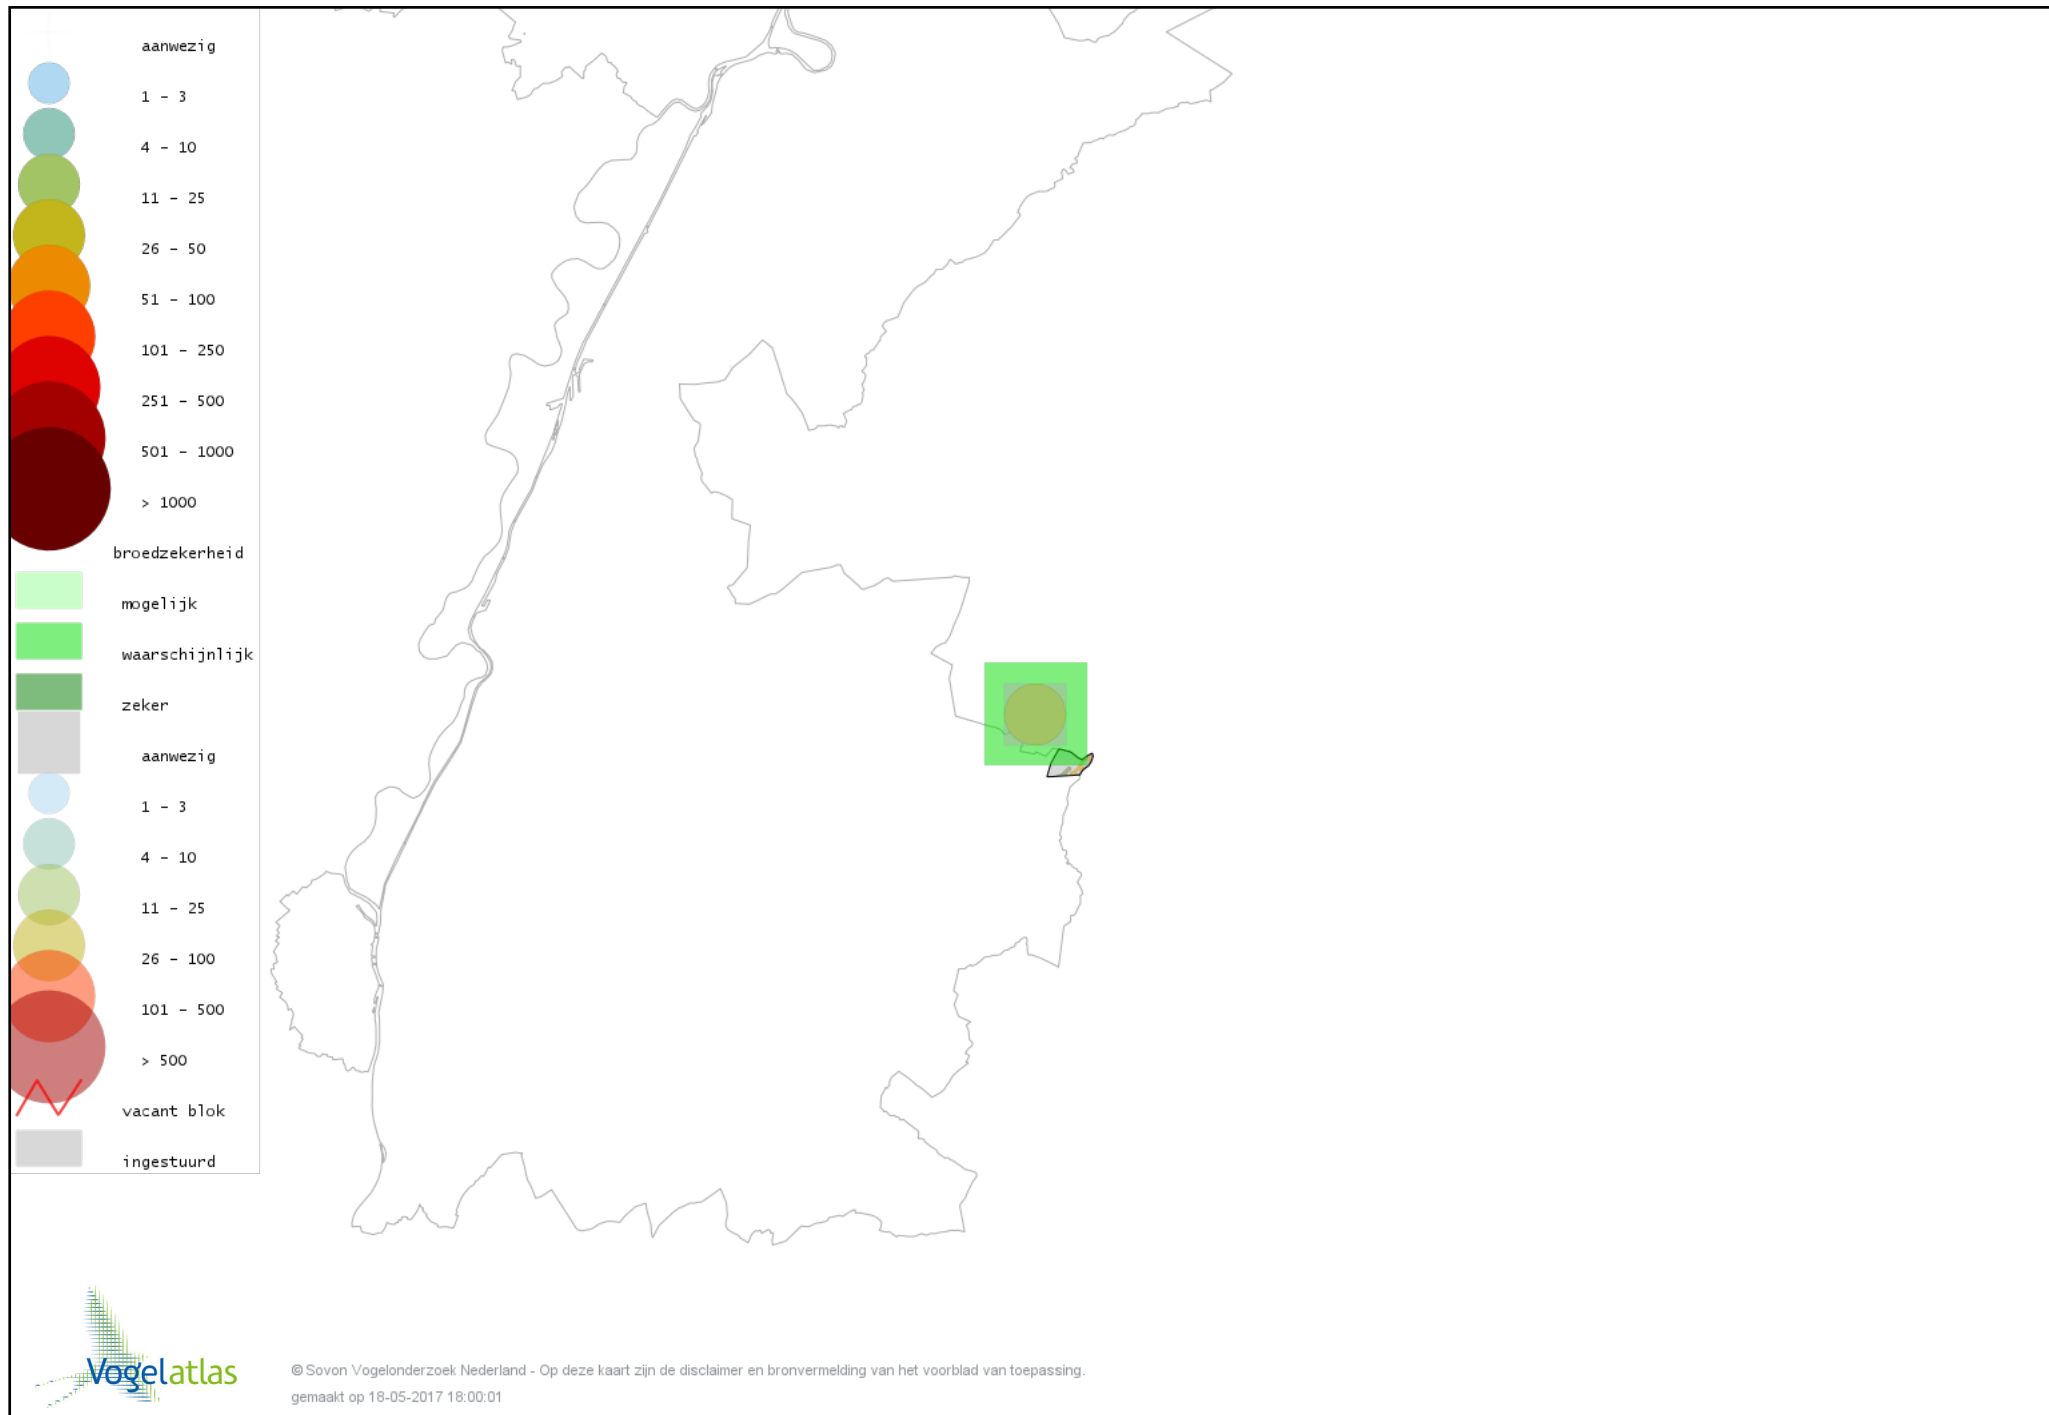 aanwezig
1 - 3
4 - 10
11 - 25
26 - 50
51 - 100
101 - 250
251 - 500
501 - 1000
> 1000
broedzekerheid
mogelijk
waarschijnlijk
zeker
aanwezig
1 - 3
4 - 10
11 - 25
26 - 100
101 - 500
> 500
vacant blok
ingestuurd
Vogelatlas
© Sovon Vogelonderzoek Nederland - Op deze kaart zijn de disclaimer en bronvermelding van het voorblad van toepassing.
gemaakt op 18-05-2017 18:00:01